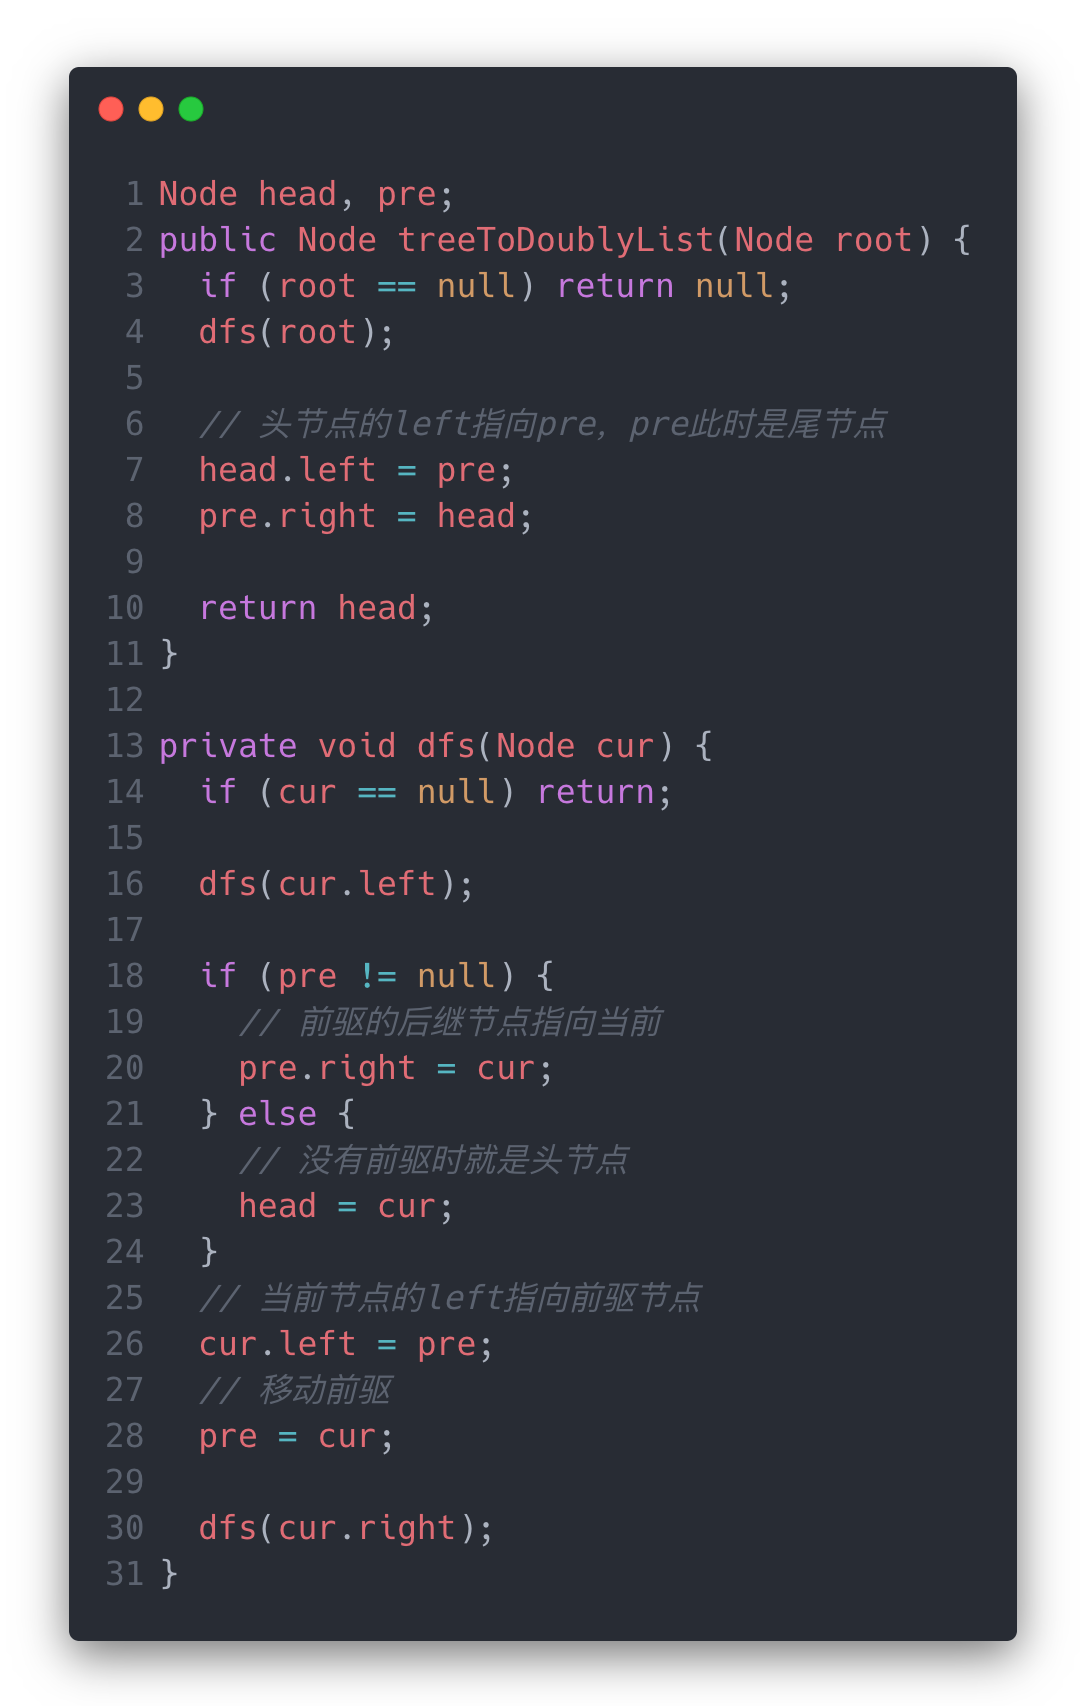 1 Node head, pre;
2 public Node treeToDoublyList(Node root) {
3   if (root == null) return null;
4   dfs(root);
5
6   // 头节点的left指向pre，pre此时是尾节点
7   head.left = pre;
8   pre.right = head;
9
10   return head;
11 }
12
13 private void dfs(Node cur) {
14   if (cur == null) return;
15
16   dfs(cur.left);
17
18   if (pre != null) {
19     // 前驱的后继节点指向当前
20     pre.right = cur;
21   } else {
22     // 没有前驱时就是头节点
23     head = cur;
24   }
25   // 当前节点的left指向前驱节点
26   cur.left = pre;
27   // 移动前驱
28   pre = cur;
29
30   dfs(cur.right);
31 }